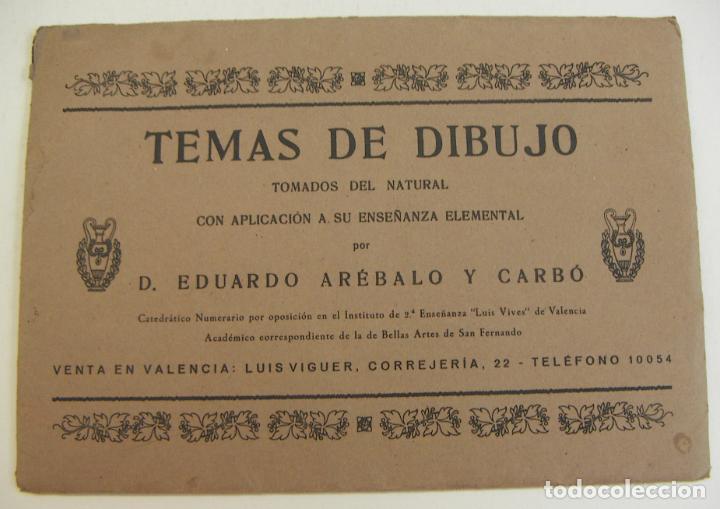 TEMAS DE DIBUJO
TOMADOS DEL NATURAL
CON APLICACIÓN A SU ENSEÑANZA ELEMENTAL
por
D. EDUARDO ARÉBALO Y CARBÓ
Catedrático Numerario por oposición en el Instituto de 2.ª Enseñanza "Luis Vives" de Valencia
Académico correspondiente de la de Bellas Artes de San Fernando
VENTA EN VALENCIA: LUIS VIGUER, CORREJERÍA, 22 - TELÉFONO 10054
todocoleccion